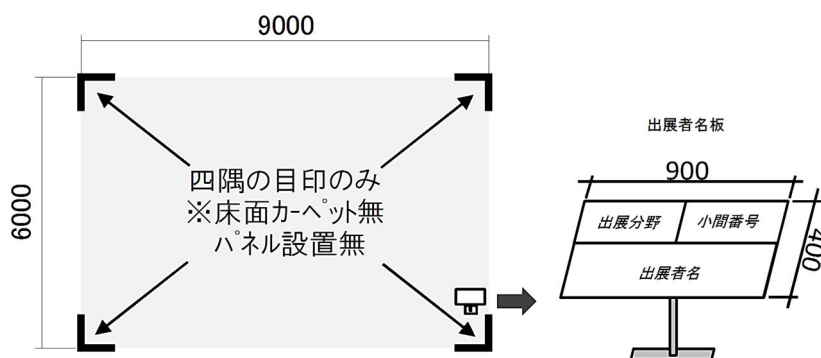 9000
6000
四隅の目印のみ
※床面カーペット無
パネル設置無
出展者名板
900
400
出展分野
小間番号
出展者名